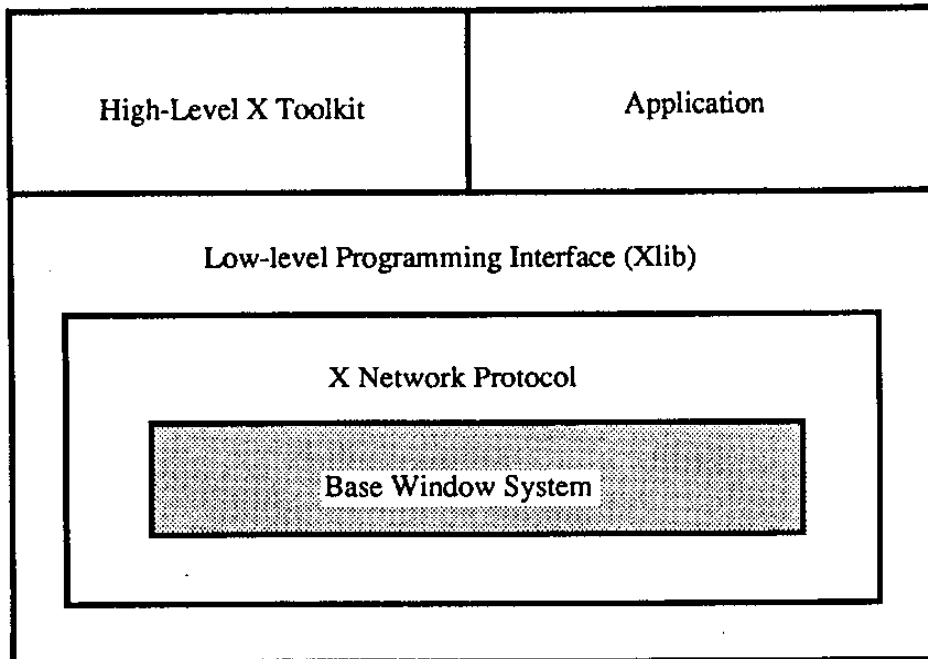 High-Level X Toolkit
Application
Low-level Programming Interface (Xlib)
X Network Protocol
Base Window System